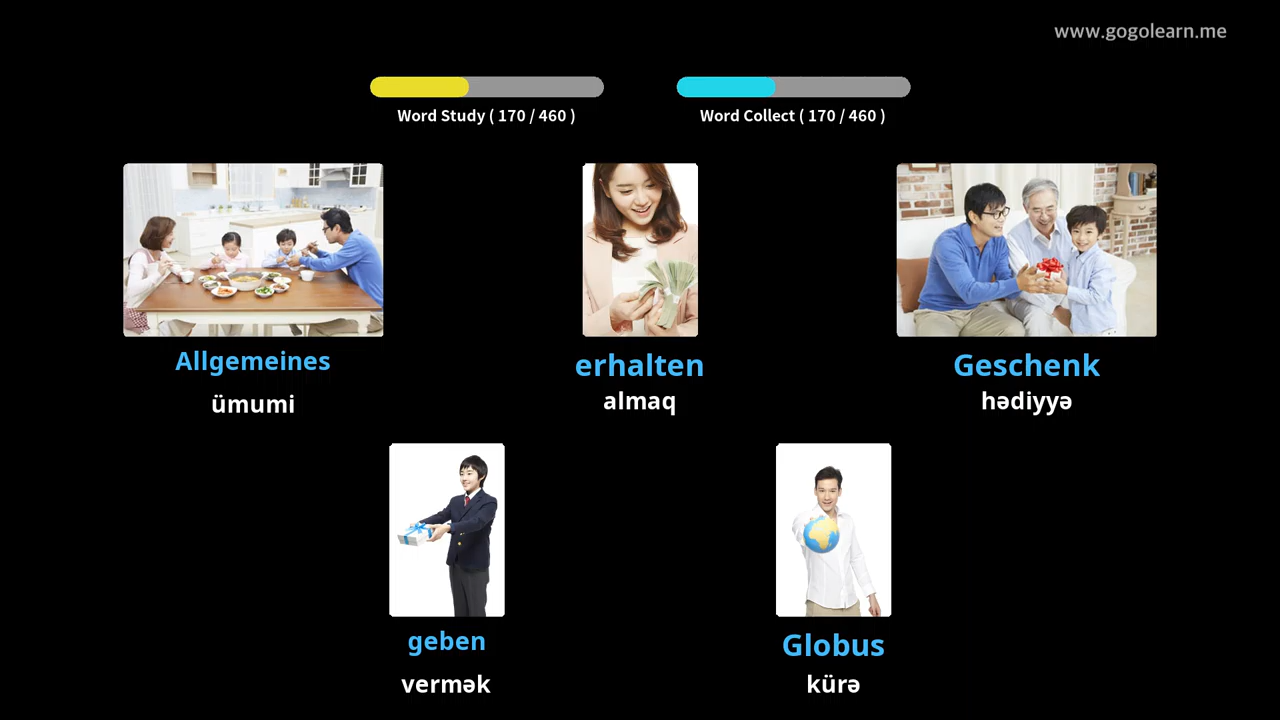 www.gogolearn.me
Word Study ( 170 / 460 )
Word Collect ( 170 / 460 )
Allgemeines
ümumi
erhalten
almaq
Geschenk
hədiyyə
geben
vermək
Globus
kürə